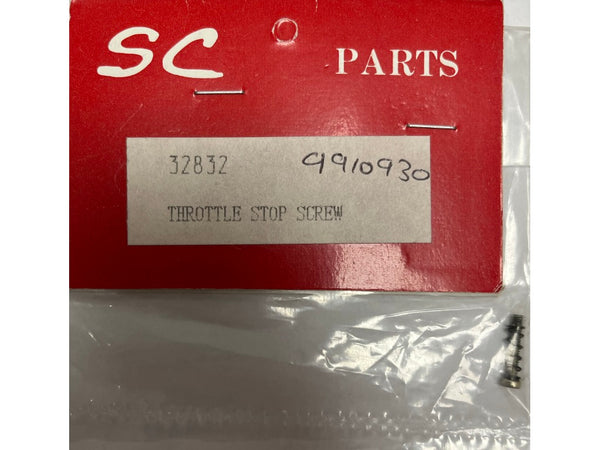 SC PARTS
32832 9910930
THROTTLE STOP SCREW